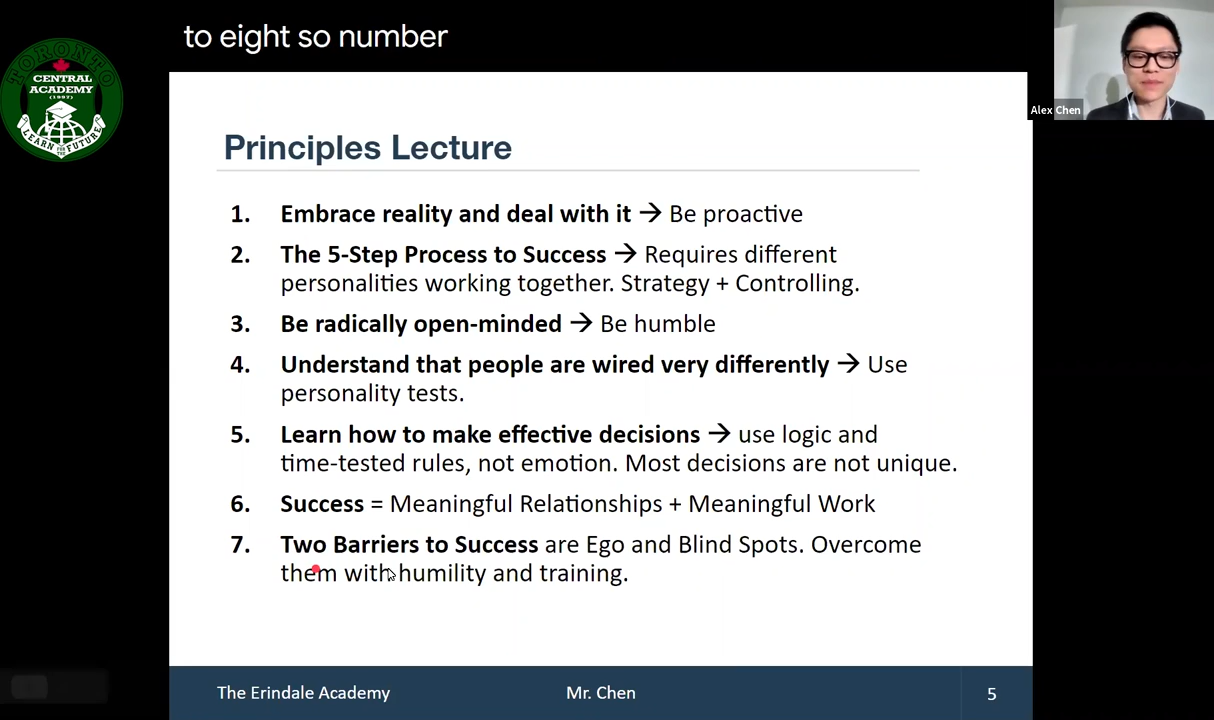 to eight so number
TORONTO
CENTRAL
ACADEMY
(1997)
LEARN FOR THE FUTURE
Alex Chen
Principles Lecture
1. Embrace reality and deal with it → Be proactive
2. The 5-Step Process to Success → Requires different
personalities working together. Strategy + Controlling.
3. Be radically open-minded → Be humble
4. Understand that people are wired very differently → Use
personality tests.
5. Learn how to make effective decisions → use logic and
time-tested rules, not emotion. Most decisions are not unique.
6. Success = Meaningful Relationships + Meaningful Work
7. Two Barriers to Success are Ego and Blind Spots. Overcome
them with humility and training.
The Erindale Academy
Mr. Chen
5